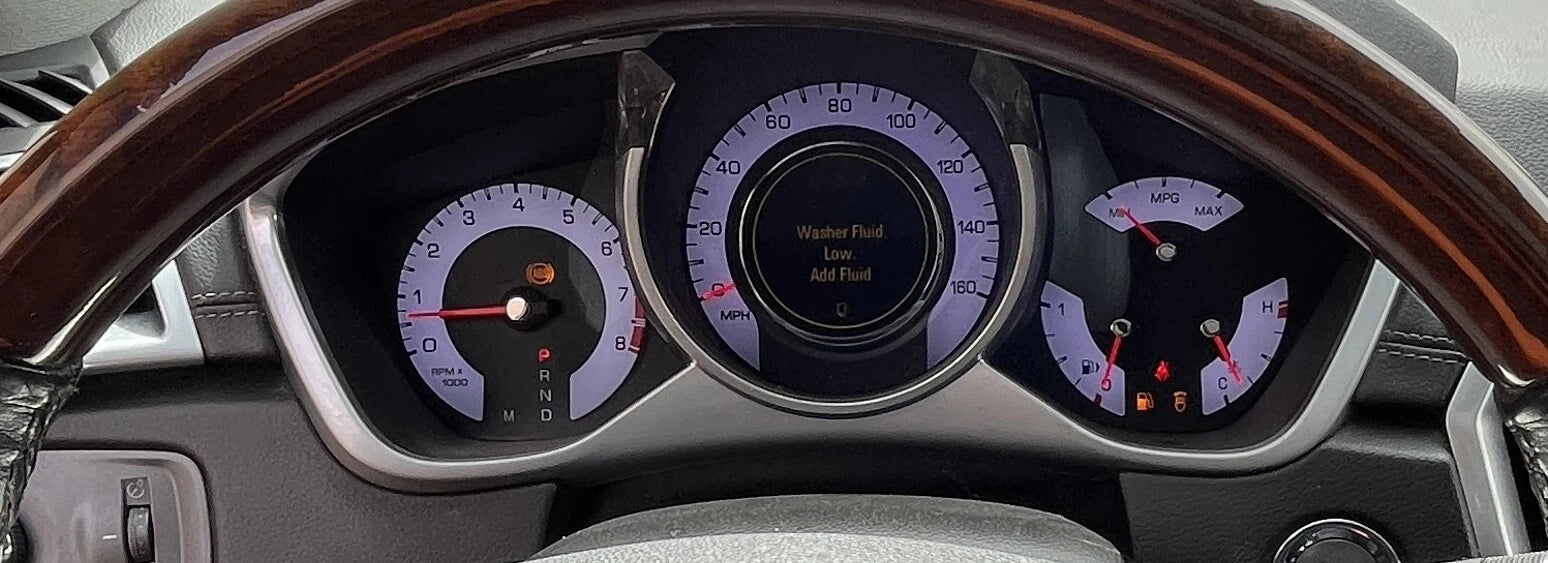 0
1
2
3
4
5
6
7
8
RPM x
1000
ABS
P
R
N
D
M
0
20
40
60
80
100
120
140
160
MPH
Washer Fluid
Low.
Add Fluid
MIN
MPG
MAX
1
0
H
C